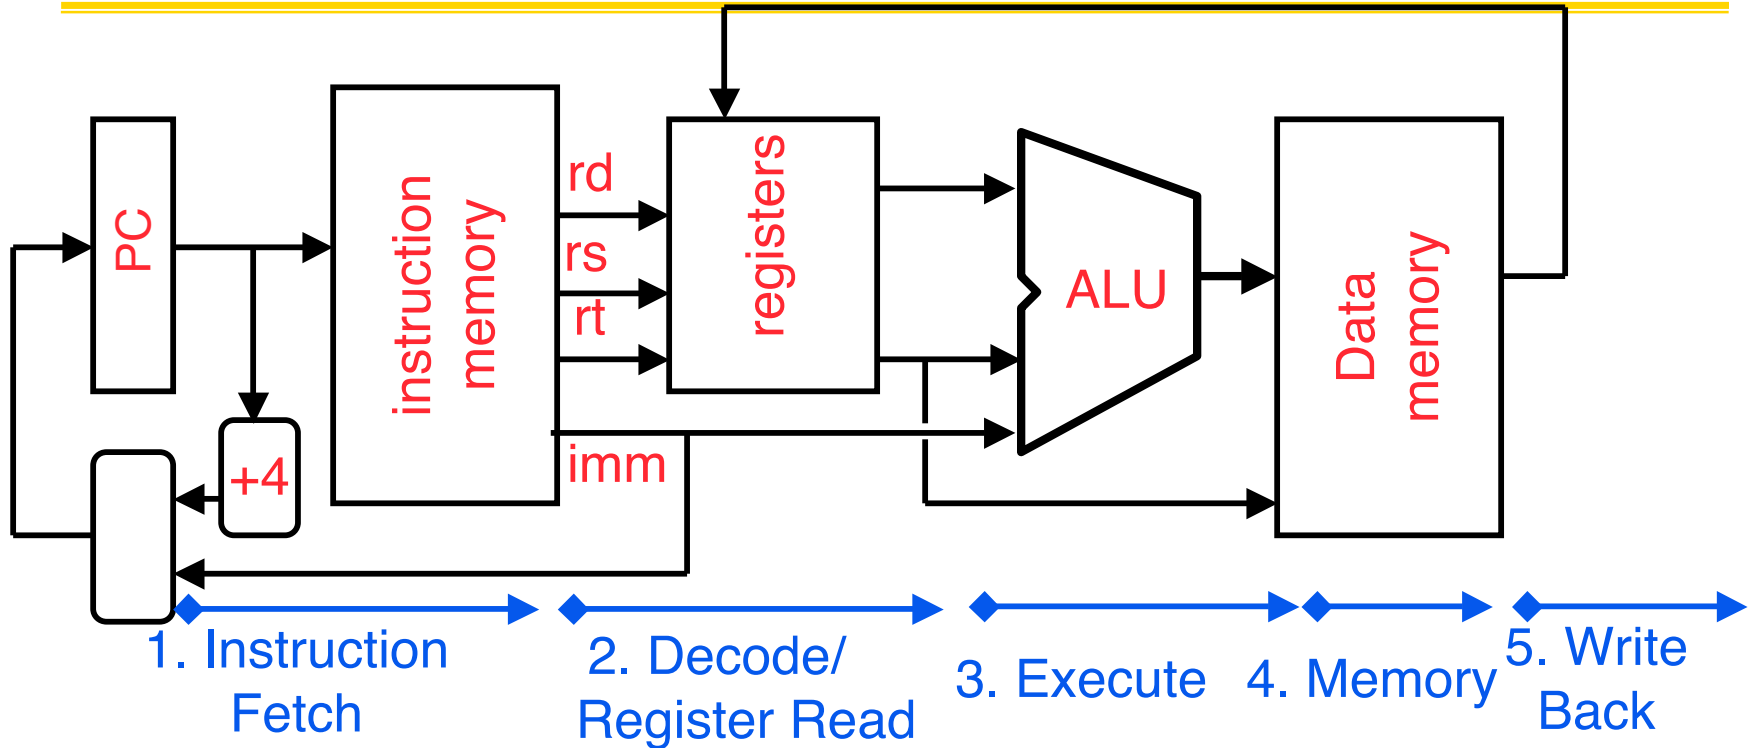 PC
+4
instruction
memory
rd
rs
rt
imm
registers
ALU
Data
memory
1. Instruction
Fetch
2. Decode/
Register Read
3. Execute
4. Memory
5. Write
Back